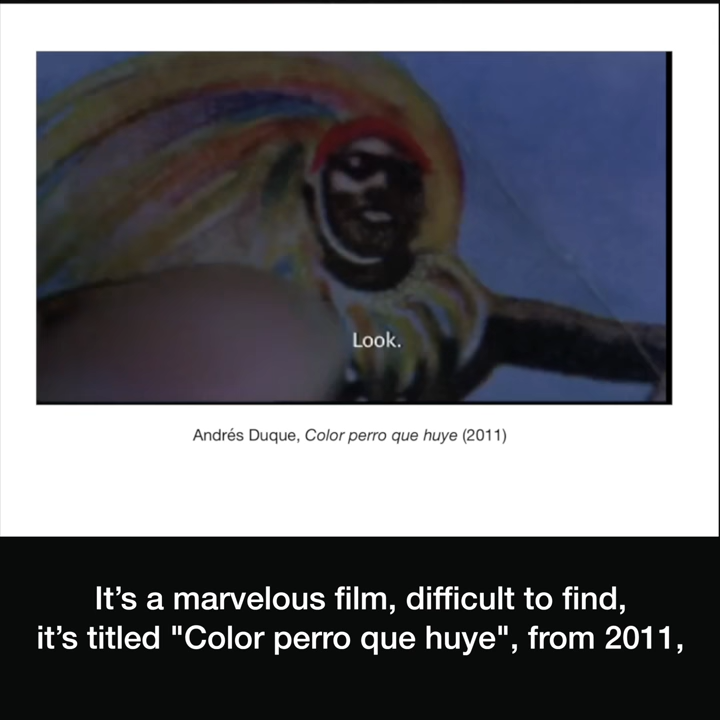 Look.
Andrés Duque, Color perro que huye (2011)
It’s a marvelous film, difficult to find,
it’s titled "Color perro que huye", from 2011,